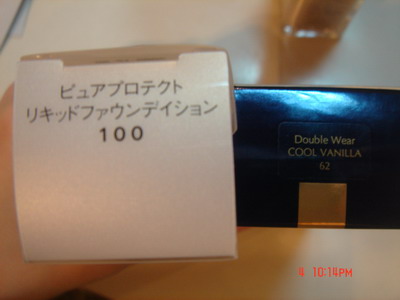 ピュアプロテクト
リキッドファウンデイション
100
Double Wear
COOL VANILLA
62
4 10:14PM